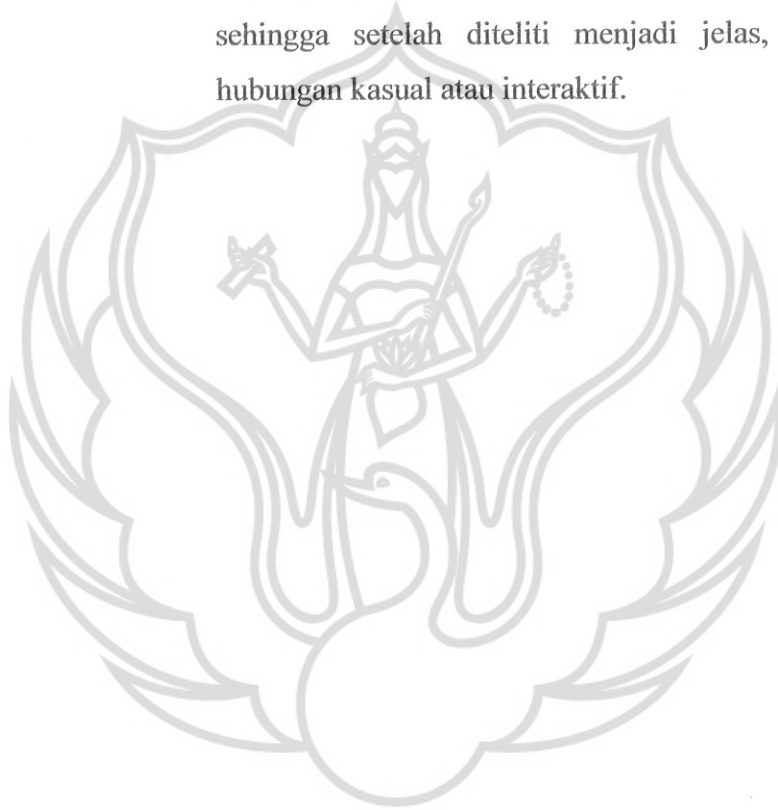 sehingga setelah diteliti menjadi jelas,
hubungan kasual atau interaktif.